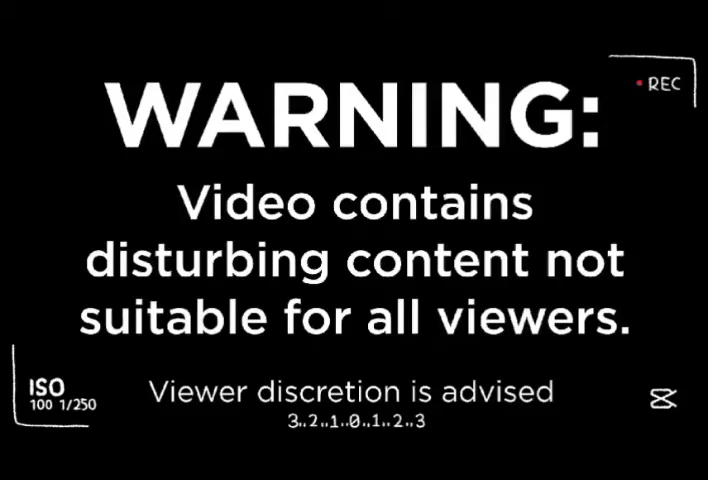 WARNING:
REC
Video contains
disturbing content not
suitable for all viewers.
ISO
100 1/250
Viewer discretion is advised
3..2..1..0..1..2..3